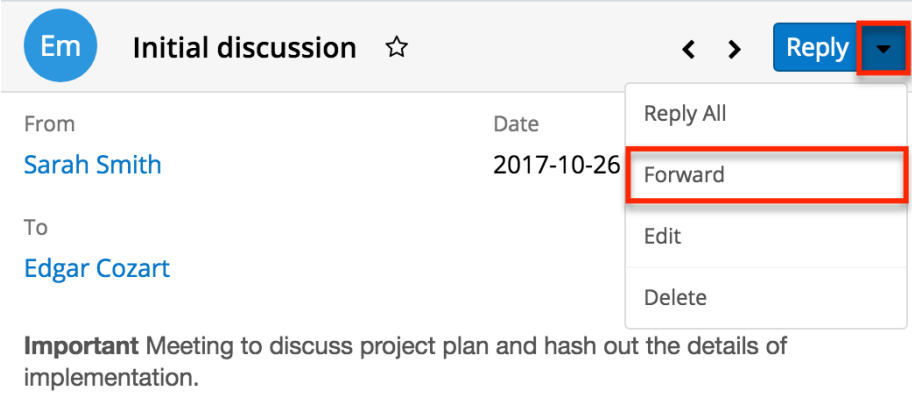 Em Initial discussion Reply
From Date Reply All
Sarah Smith 2017-10-26 Forward
To Edit
Edgar Cozart Delete
Important Meeting to discuss project plan and hash out the details of
implementation.